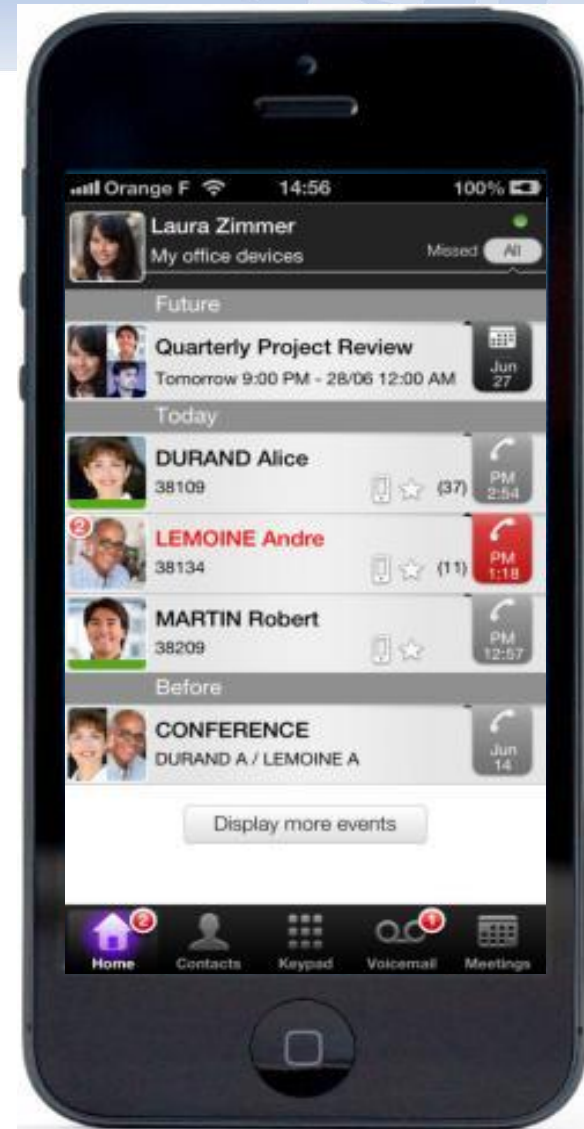 Orange F 14:56 100%
Laura Zimmer
My office devices Missed All
Future
Quarterly Project Review
Tomorrow 9:00 PM - 28/06 12:00 AM
Jun
27
Today
DURAND Alice
38109 (37)
PM
2:54
2
LEMOINE Andre
38134 (11)
PM
1:18
MARTIN Robert
38209
PM
12:57
Before
CONFERENCE
DURAND A / LEMOINE A
Jun
14
Display more events
2 1
Home Contacts Keypad Voicemail Meetings